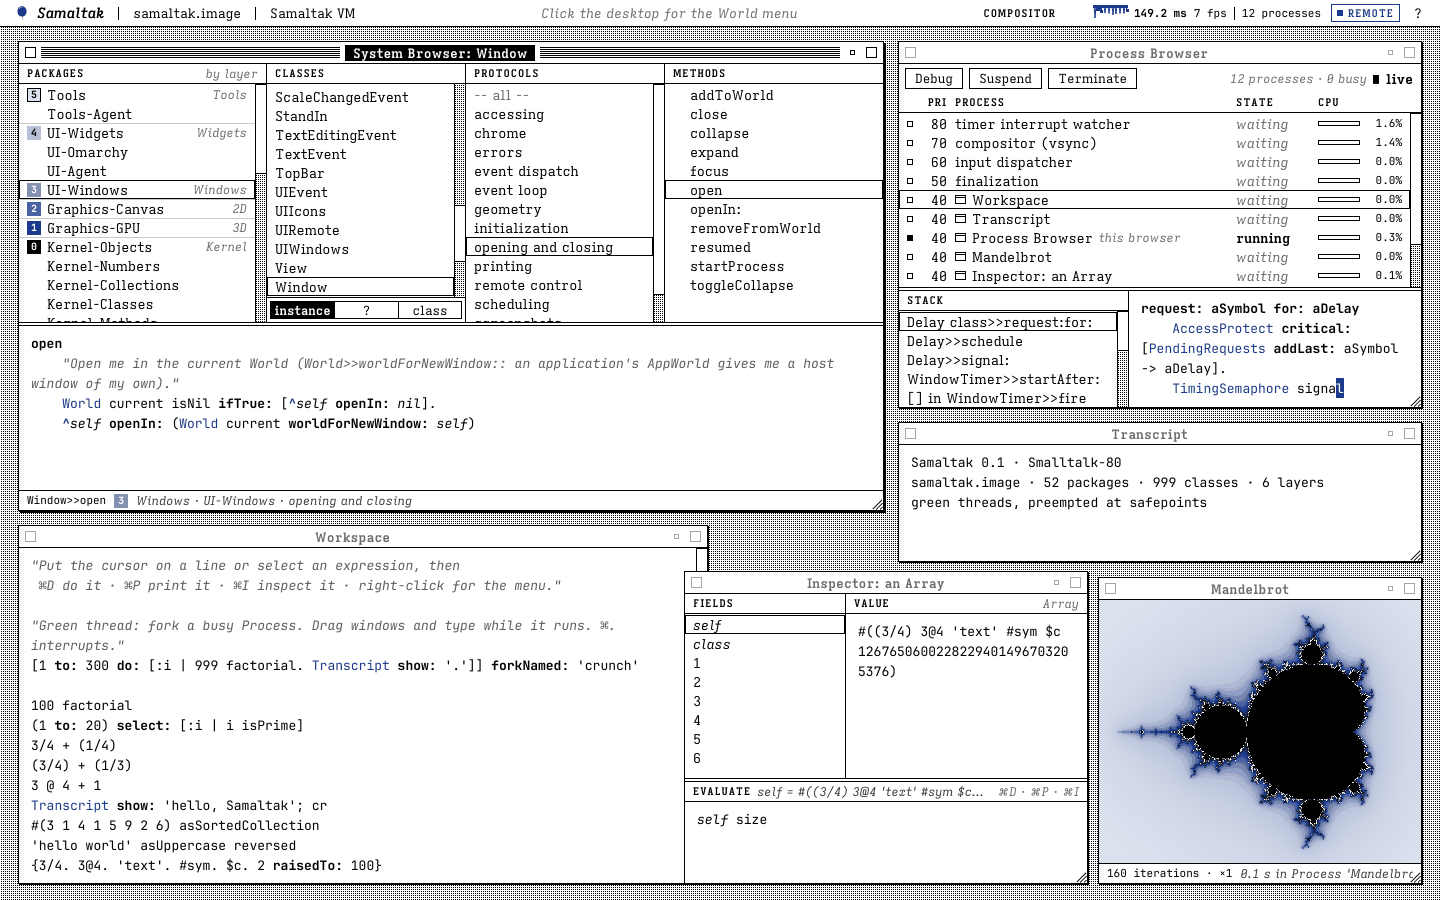 Samaltak | samaltak.image | Samaltak VM
Click the desktop for the World menu
COMPOSITOR 149.2 ms 7 fps | 12 processes REMOTE ?
System Browser: Window
PACKAGES by layer
5 Tools Tools
Tools-Agent
4 UI-Widgets Widgets
UI-Omarchy
UI-Agent
3 UI-Windows Windows
2 Graphics-Canvas 2D
1 Graphics-GPU 3D
0 Kernel-Objects Kernel
Kernel-Numbers
Kernel-Collections
Kernel-Classes
CLASSES
ScaleChangedEvent
StandIn
TextEditingEvent
TextEvent
TopBar
UIEvent
UIIcons
UIRemote
UIWindows
View
Window
instance ? class
PROTOCOLS
-- all --
accessing
chrome
errors
event dispatch
event loop
geometry
initialization
opening and closing
printing
remote control
scheduling
METHODS
addToWorld
close
collapse
expand
focus
open
openIn:
removeFromWorld
resumed
startProcess
toggleCollapse
open
"Open me in the current World (World>>worldForNewWindow:: an application's AppWorld gives me a host
window of my own)."
World current isNil ifTrue: [^self openIn: nil].
^self openIn: (World current worldForNewWindow: self)
Window>>open 3 Windows · UI-Windows · opening and closing
Process Browser
Debug Suspend Terminate
12 processes · 0 busy live
PRI PROCESS STATE CPU
80 timer interrupt watcher waiting 1.6%
70 compositor (vsync) waiting 1.4%
60 input dispatcher waiting 0.0%
50 finalization waiting 0.0%
40 Workspace waiting 0.0%
40 Transcript waiting 0.0%
40 Process Browser this browser running 0.3%
40 Mandelbrot waiting 0.0%
40 Inspector: an Array waiting 0.1%
STACK
Delay class>>request:for:
Delay>>schedule
Delay>>signal:
WindowTimer>>startAfter:
[] in WindowTimer>>fire
request: aSymbol for: aDelay
AccessProtect critical:
[PendingRequests addLast: aSymbol
-> aDelay].
TimingSemaphore signal
Transcript
Samaltak 0.1 · Smalltalk-80
samaltak.image · 52 packages · 999 classes · 6 layers
green threads, preempted at safepoints
Workspace
"Put the cursor on a line or select an expression, then
⌘D do it · ⌘P print it · ⌘I inspect it · right-click for the menu."
"Green thread: fork a busy Process. Drag windows and type while it runs. ⌘.
interrupts."
[1 to: 300 do: [:i | 999 factorial. Transcript show: '.']] forkNamed: 'crunch'
100 factorial
(1 to: 20) select: [:i | i isPrime]
3/4 + (1/4)
(3/4) + (1/3)
3 @ 4 + 1
Transcript show: 'hello, Samaltak'; cr
#(3 1 4 1 5 9 2 6) asSortedCollection
'hello world' asUppercase reversed
{3/4. 3@4. 'text'. #sym. $c. 2 raisedTo: 100}
Inspector: an Array
FIELDS
self
class
1
2
3
4
5
6
VALUE Array
#((3/4) 3@4 'text' #sym $c
1267650600228229401496703​20
5376)
EVALUATE self = #((3/4) 3@4 'text' #sym $c... ⌘D · ⌘P · ⌘I
self size
Mandelbrot
160 iterations · ×1 0.1 s in Process 'Mandelbro